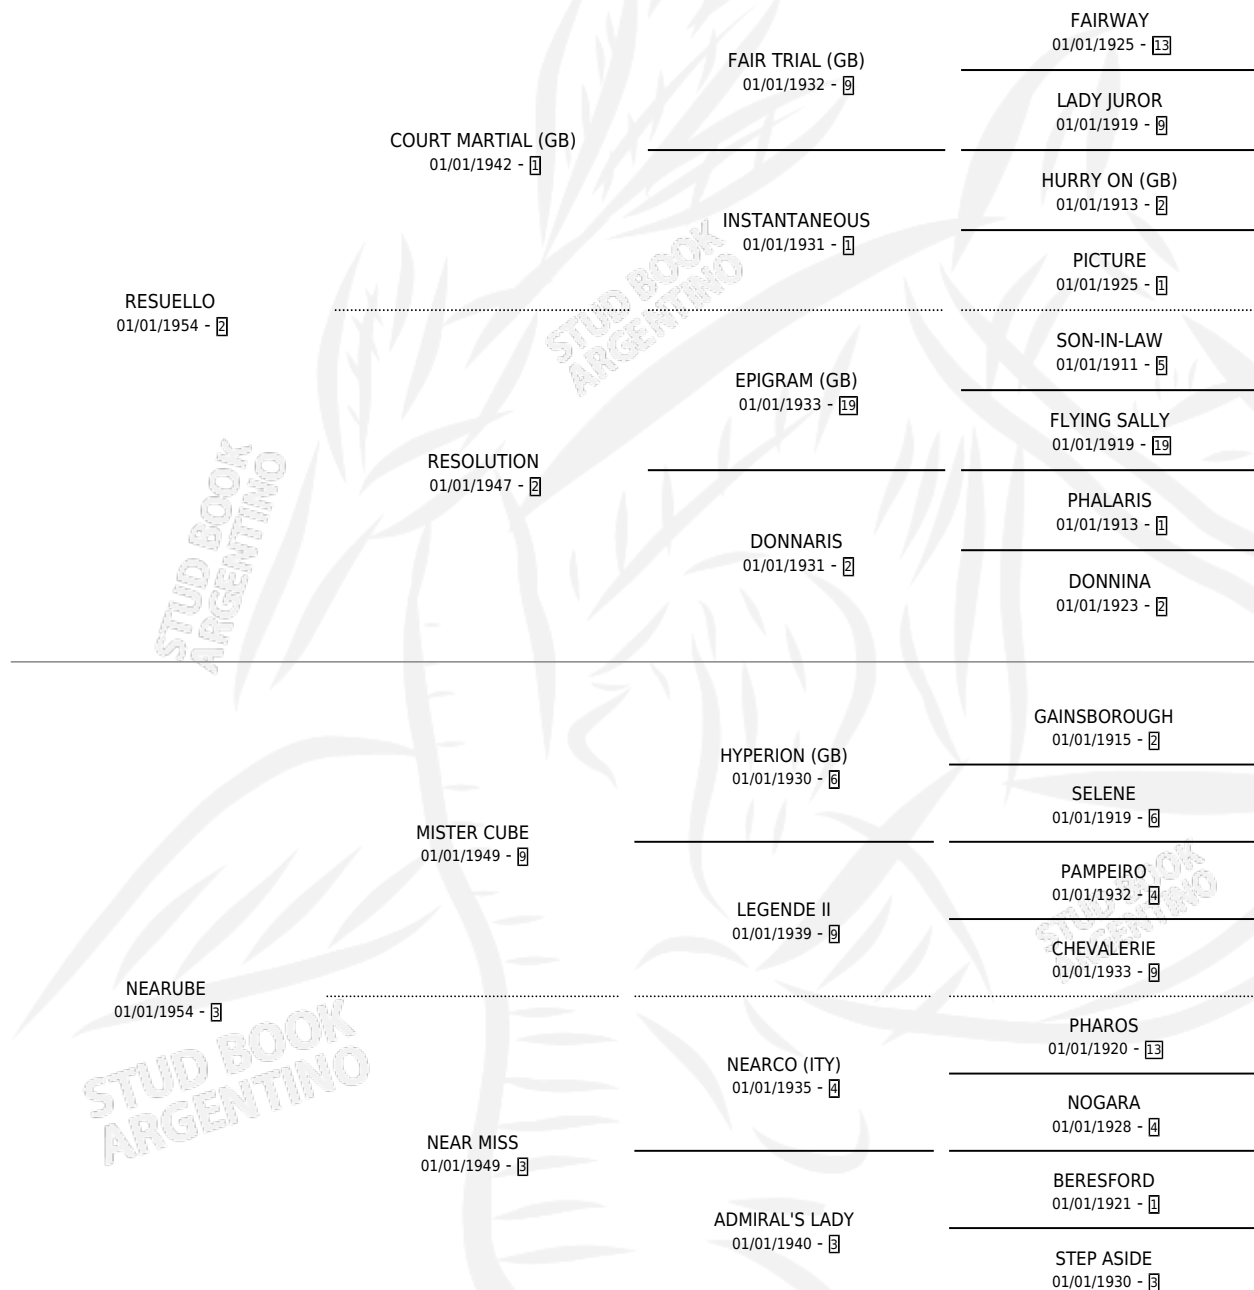 FAIRWAY
01/01/1925 - 13
FAIR TRIAL (GB)
01/01/1932 - 9
LADY JUROR
01/01/1919 - 9
COURT MARTIAL (GB)
01/01/1942 - 1
HURRY ON (GB)
01/01/1913 - 2
INSTANTANEOUS
01/01/1931 - 1
PICTURE
01/01/1925 - 1
RESUELLO
01/01/1954 - 2
SON-IN-LAW
01/01/1911 - 5
EPIGRAM (GB)
01/01/1933 - 19
FLYING SALLY
01/01/1919 - 19
RESOLUTION
01/01/1947 - 2
PHALARIS
01/01/1913 - 1
DONNARIS
01/01/1931 - 2
DONNINA
01/01/1923 - 2
GAINSBOROUGH
01/01/1915 - 2
HYPERION (GB)
01/01/1930 - 6
SELENE
01/01/1919 - 6
MISTER CUBE
01/01/1949 - 9
PAMPEIRO
01/01/1932 - 4
LEGENDE II
01/01/1939 - 9
CHEVALERIE
01/01/1933 - 9
NEARUBE
01/01/1954 - 3
PHAROS
01/01/1920 - 13
NEARCO (ITY)
01/01/1935 - 4
NOGARA
01/01/1928 - 4
NEAR MISS
01/01/1949 - 3
BERESFORD
01/01/1921 - 1
ADMIRAL'S LADY
01/01/1940 - 3
STEP ASIDE
01/01/1930 - 3
STUD BOOK
ARGENTINO
STUD BOOK
ARGENTINO
STUD BOOK
ARGENTINO
STUD BOOK
ARGENTINO